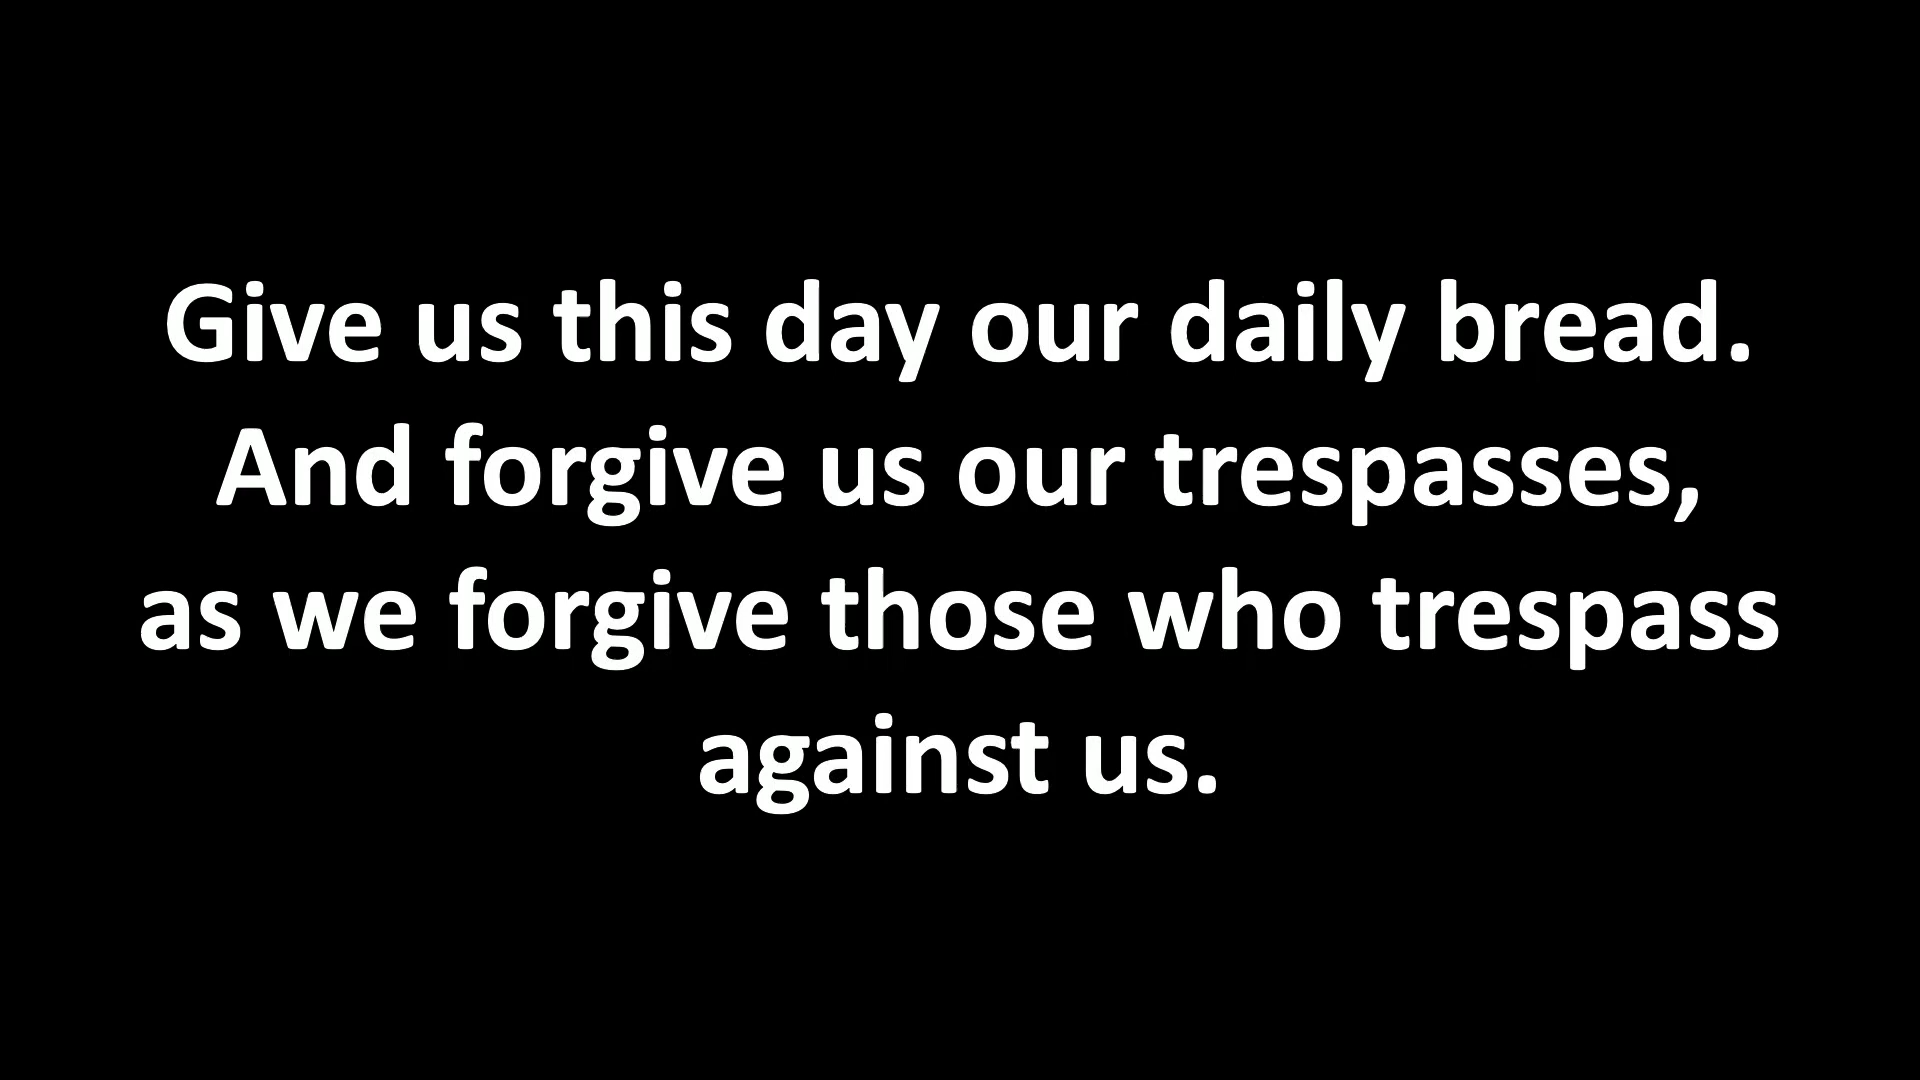 Give us this day our daily bread.
And forgive us our trespasses,
as we forgive those who trespass
against us.